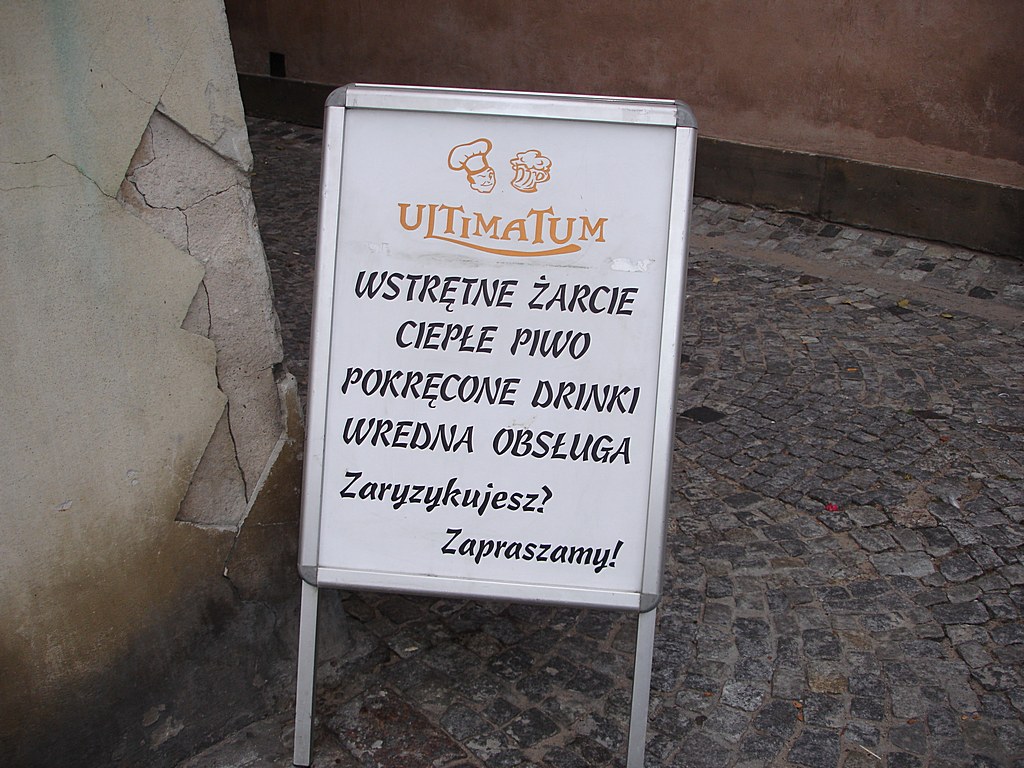 ULTIMATUM
WSTRĘTNE ŻARCIE
CIEPŁE PIWO
POKRĘCONE DRINKI
WREDNA OBSŁUGA
Zaryzykujesz?
Zapraszamy!